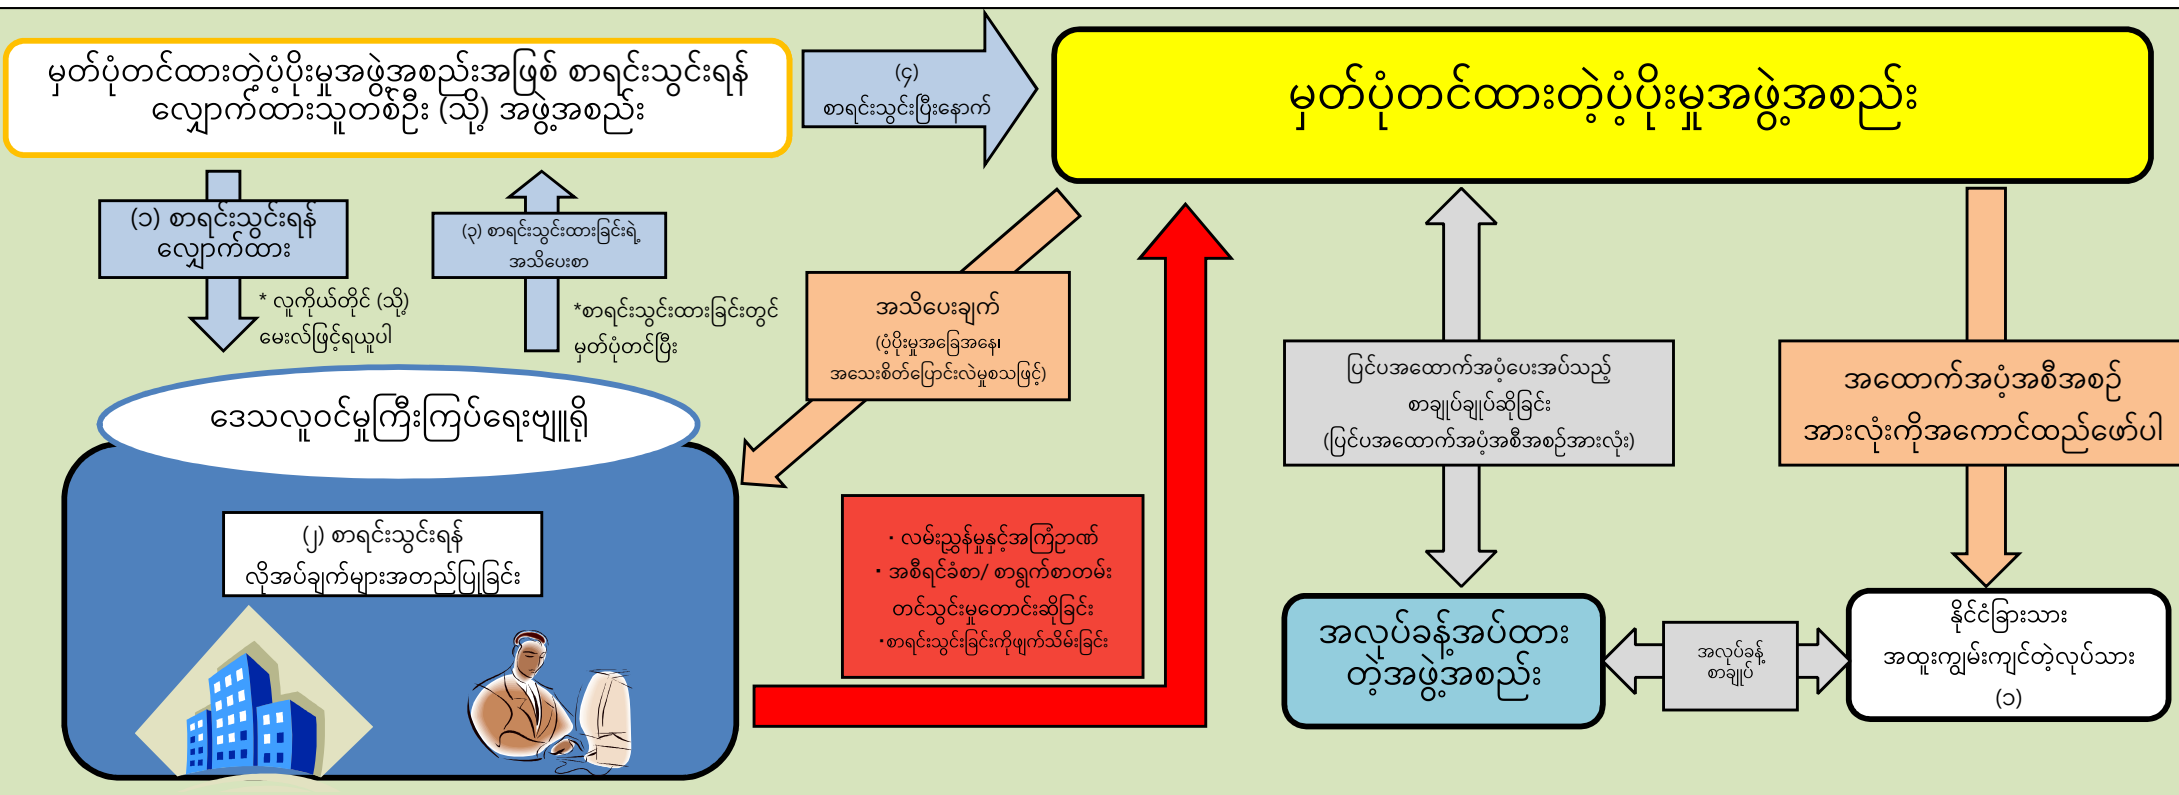 မှတ်ပုံတင်ထားတဲ့ပံ့ပိုးမှုအဖွဲ့အစည်းအဖြစ် စာရင်းသွင်းရန်
လျှောက်ထားသူတစ်ဦး (သို့) အဖွဲ့အစည်း
(၄)
စာရင်းသွင်းပြီးနောက်
မှတ်ပုံတင်ထားတဲ့ပံ့ပိုးမှုအဖွဲ့အစည်း
(၁) စာရင်းသွင်းရန်
လျှောက်ထား
* လူကိုယ်တိုင် (သို့)
မေးလ်ဖြင့်ရယူပါ
(၃) စာရင်းသွင်းထားခြင်းရဲ့
အသိပေးစာ
*စာရင်းသွင်းထားခြင်းတွင်
မှတ်ပုံတင်ပြီး
အသိပေးချက်
(ပံ့ပိုးမှုအခြေအနေ၊
အသေးစိတ်ပြောင်းလဲမှုစသဖြင့်)
ပြင်ပအထောက်အပံ့ပေးအပ်သည့်
စာချုပ်ချုပ်ဆိုခြင်း
(ပြင်ပအထောက်အပံ့အစီအစဉ်အားလုံး)
အထောက်အပံ့အစီအစဉ်
အားလုံးကိုအကောင်ထည်ဖော်ပါ
ဒေသလူဝင်မှုကြီးကြပ်ရေးဗျူရို
(၂) စာရင်းသွင်းရန်
လိုအပ်ချက်များအတည်ပြုခြင်း
・လမ်းညွှန်မှုနှင့်အကြံဉာဏ်
・အစီရင်ခံစာ/ စာရွက်စာတမ်း
တင်သွင်းမှုတောင်းဆိုခြင်း
・စာရင်းသွင်းခြင်းကိုဖျက်သိမ်းခြင်း
အလုပ်ခန့်အပ်ထား
တဲ့အဖွဲ့အစည်း
အလုပ်ခန့်
စာချုပ်
နိုင်ငံခြားသား
အထူးကျွမ်းကျင်တဲ့လုပ်သား
(၁)